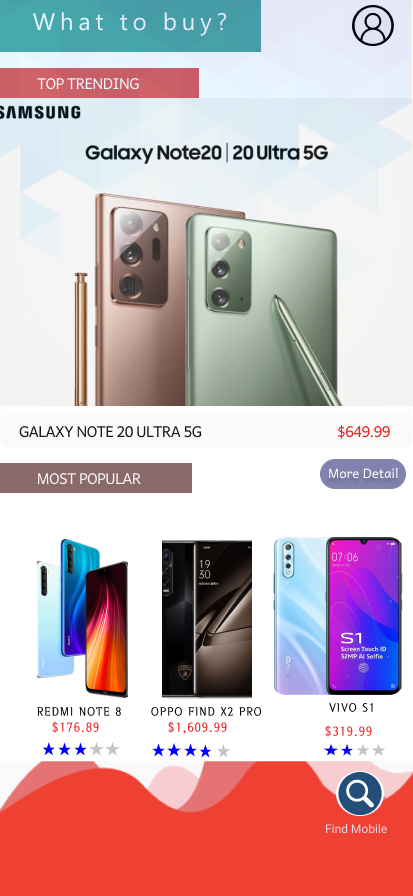 What to buy?
TOP TRENDING
SAMSUNG
Galaxy Note20 | 20 Ultra 5G
GALAXY NOTE 20 ULTRA 5G
$649.99
MOST POPULAR
More Detail
19
30
07:06
S1
Screen Touch ID
32MP AI Selfie
REDMI NOTE 8
OPPO FIND X2 PRO
VIVO S1
$176.89
$1,609.99
$319.99
Find Mobile